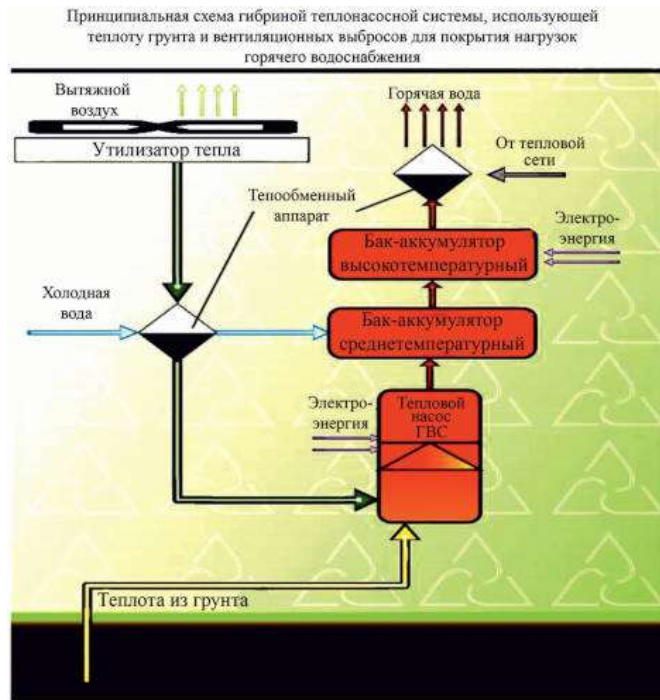 Принципиальная схема гибриной теплонасосной системы, использующей
теплоту грунта и вентиляционных выбросов для покрытия нагрузок
горячего водоснабжения
Вытяжной
воздух
Утилизатор тепла
Горячая вода
От тепловой
сети
Тепообменный
аппарат
Электро-
энергия
Бак-аккумулятор
высокотемпературный
Холодная
вода
Бак-аккумулятор
среднетемпературный
Электро-
энергия
Тепловой
насос
ГВС
Теплота из грунта